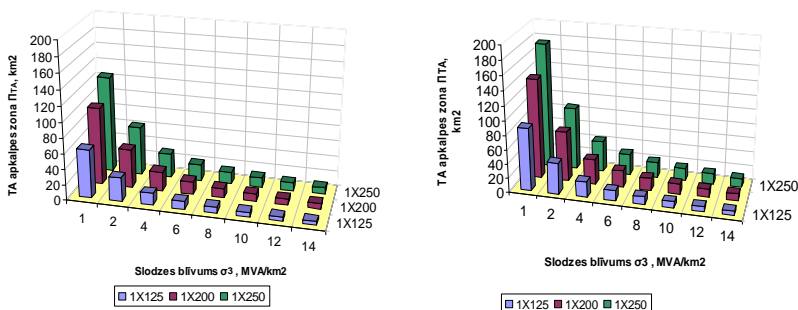 TA apkalpes zona ΠTA, km2
200
180
160
140
120
100
80
60
40
20
0
1 2 4 6 8 10 12 14
1X250
1X200
1X125
Slodzes blīvums σ3 , MVA/km2
1X125 1X200 1X250
TA apkalpes zona ΠTA,
km2
200
180
160
140
120
100
80
60
40
20
0
1 2 4 6 8 10 12 14
1X250
1X125
Slodzes blīvums σ3 , MVA/km2
1X125 1X200 1X250